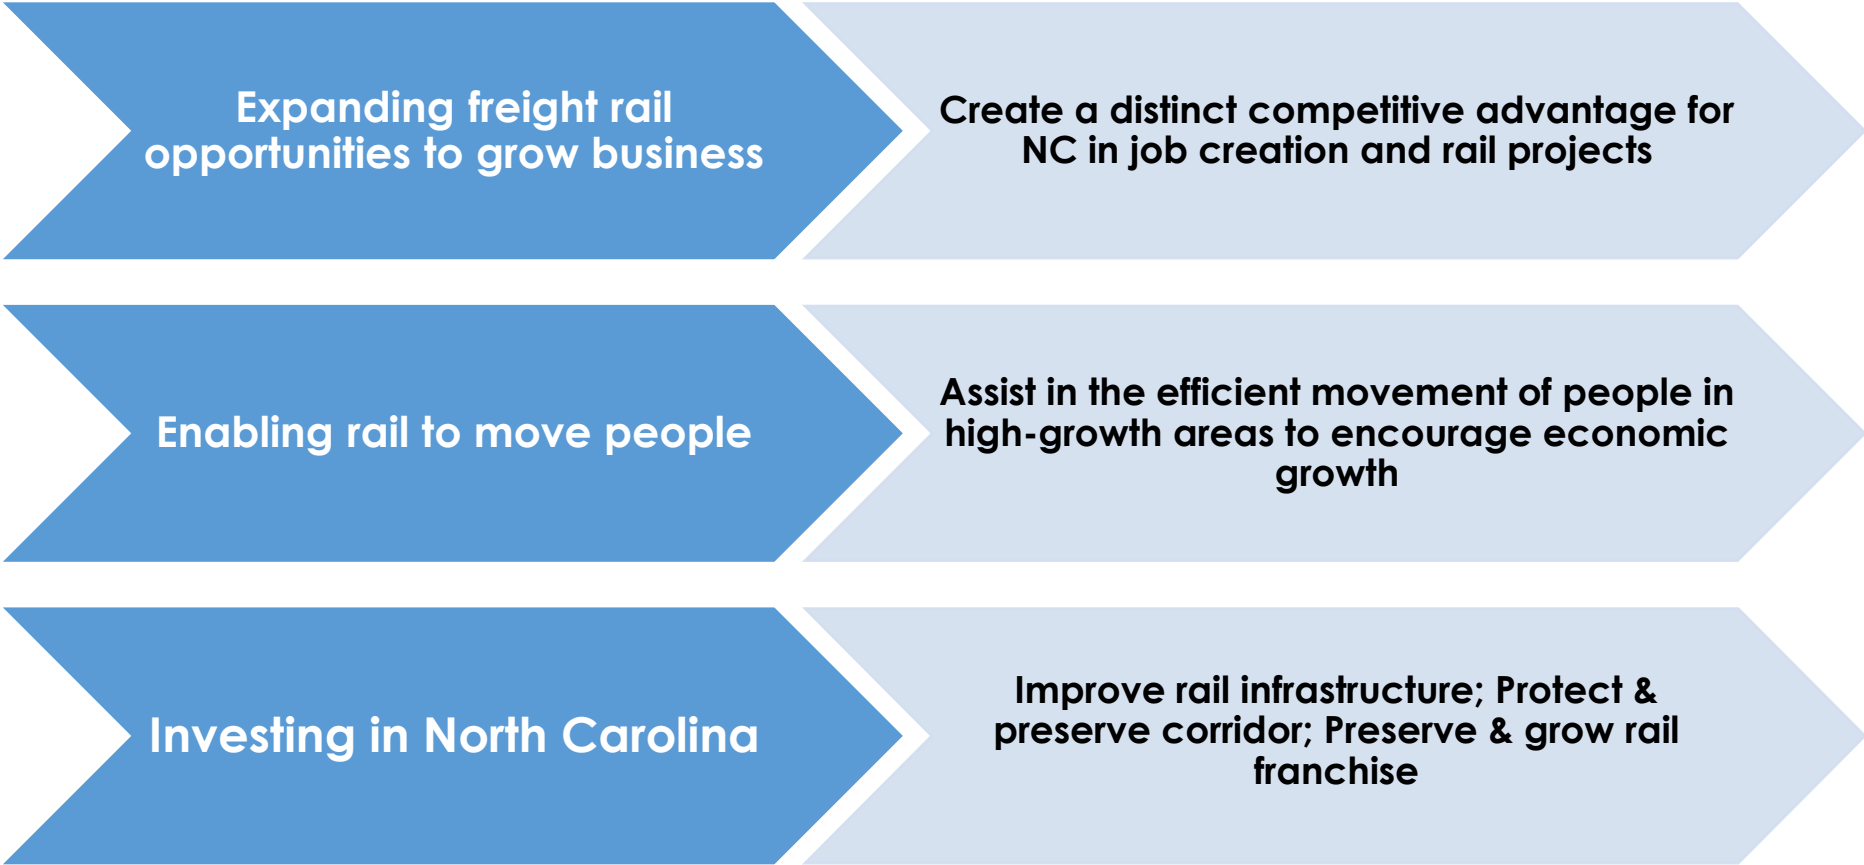 Expanding freight rail
opportunities to grow business
Create a distinct competitive advantage for
NC in job creation and rail projects
Enabling rail to move people
Assist in the efficient movement of people in
high-growth areas to encourage economic
growth
Investing in North Carolina
Improve rail infrastructure; Protect &
preserve corridor; Preserve & grow rail
franchise